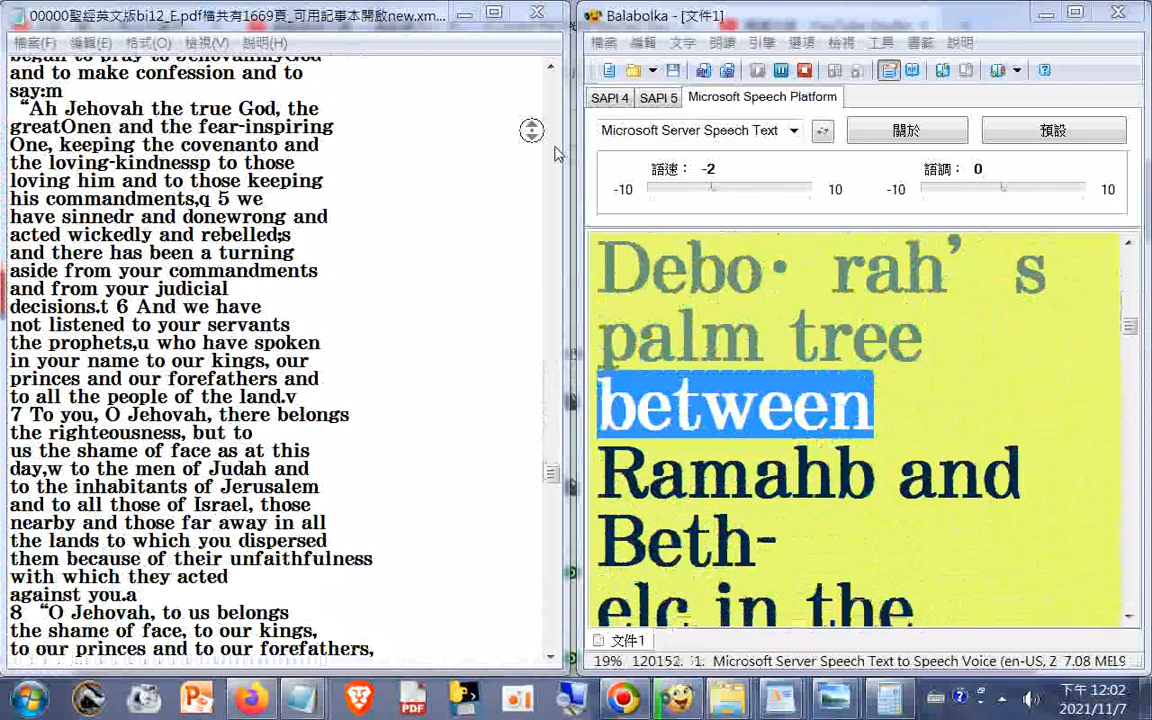 00000聖經英文版bi12_E.pdf檔共有1669頁_可用記事本開啟new.xm...
檔案(F) 編輯(E) 格式(O) 檢視(V) 說明(H)
began to pray to JehovahmyGod
and to make confession and to
say:m
“Ah Jehovah the true God, the
greatOnen and the fear-inspiring
One, keeping the covenanto and
the loving-kindnessp to those
loving him and to those keeping
his commandments,q 5 we
have sinnedr and donewrong and
acted wickedly and rebelled;s
and there has been a turning
aside from your commandments
and from your judicial
decisions.t 6 And we have
not listened to your servants
the prophets,u who have spoken
in your name to our kings, our
princes and our forefathers and
to all the people of the land.v
7 To you, O Jehovah, there belongs
the righteousness, but to
us the shame of face as at this
day,w to the men of Judah and
to the inhabitants of Jerusalem
and to all those of Israel, those
nearby and those far away in all
the lands to which you dispersed
them because of their unfaithfulness
with which they acted
against you.a
8 “O Jehovah, to us belongs
the shame of face, to our kings,
to our princes and to our forefathers,
Balabolka - [文件1]
檔案 編輯 文字 朗讀 引擎 選項 檢視 工具 書籤 說明
SAPI 4 SAPI 5 Microsoft Speech Platform
Microsoft Server Speech Text 關於 預設
語速： -2 語調： 0
-10 10 -10 10
Debo· rah’ s
palm tree
between
Ramahb and
Beth-
elc in the
文件1
19% Microsoft Server Speech Text to Speech Voice (en-US,
PDF
下午 12:02
2021/11/7